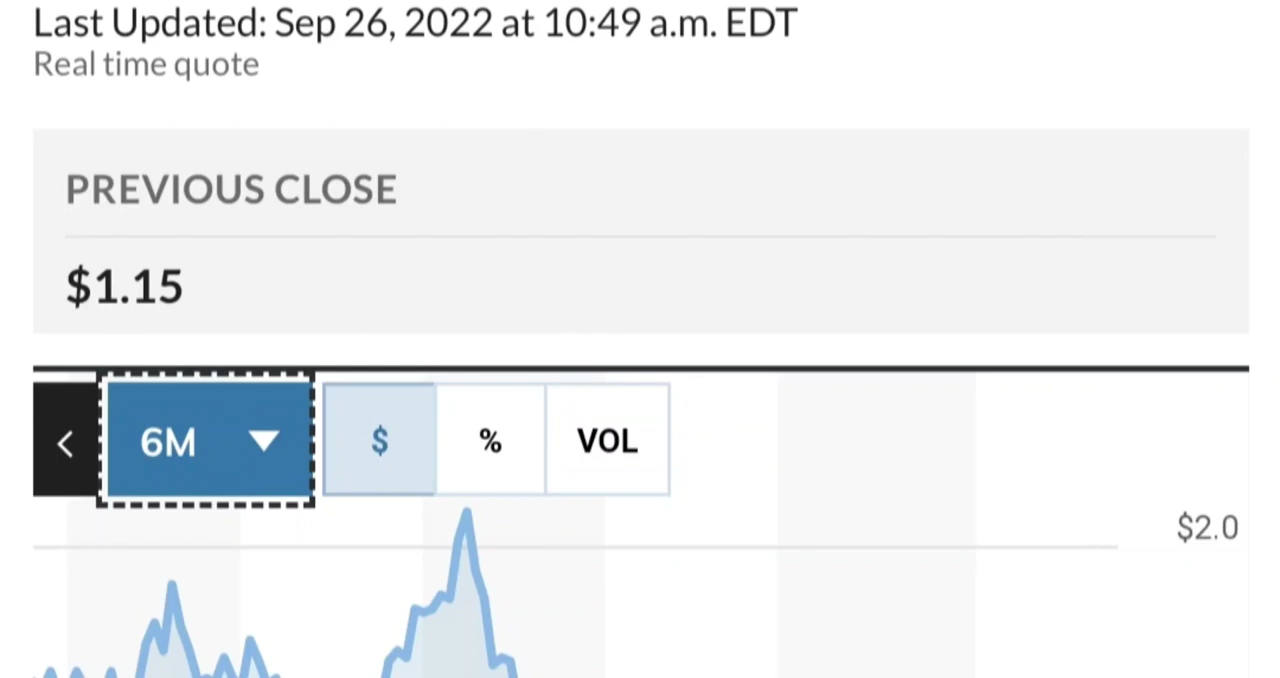 Last Updated: Sep 26, 2022 at 10:49 a.m. EDT
Real time quote
PREVIOUS CLOSE
$1.15
6M $ % VOL
$2.0